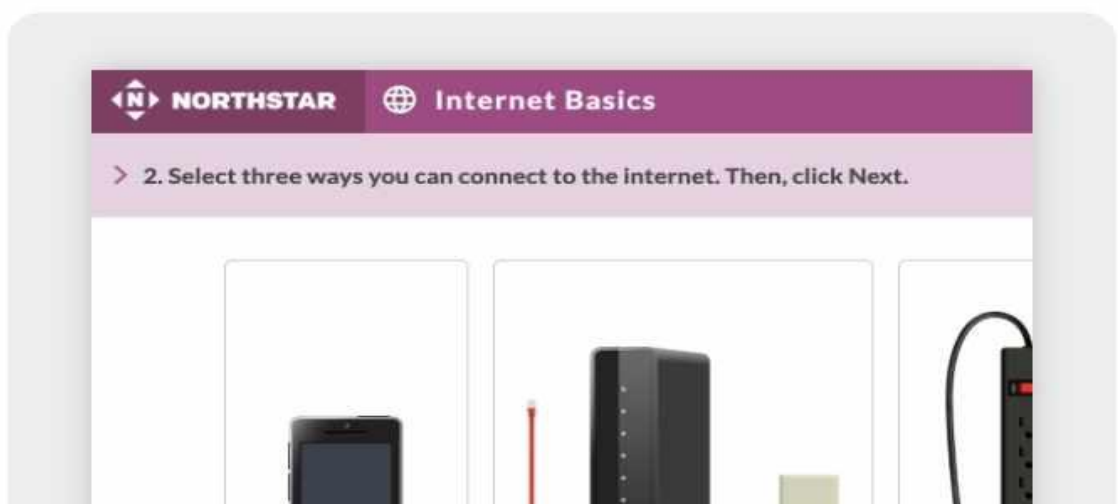 N NORTHSTAR Internet Basics
> 2. Select three ways you can connect to the internet. Then, click Next.